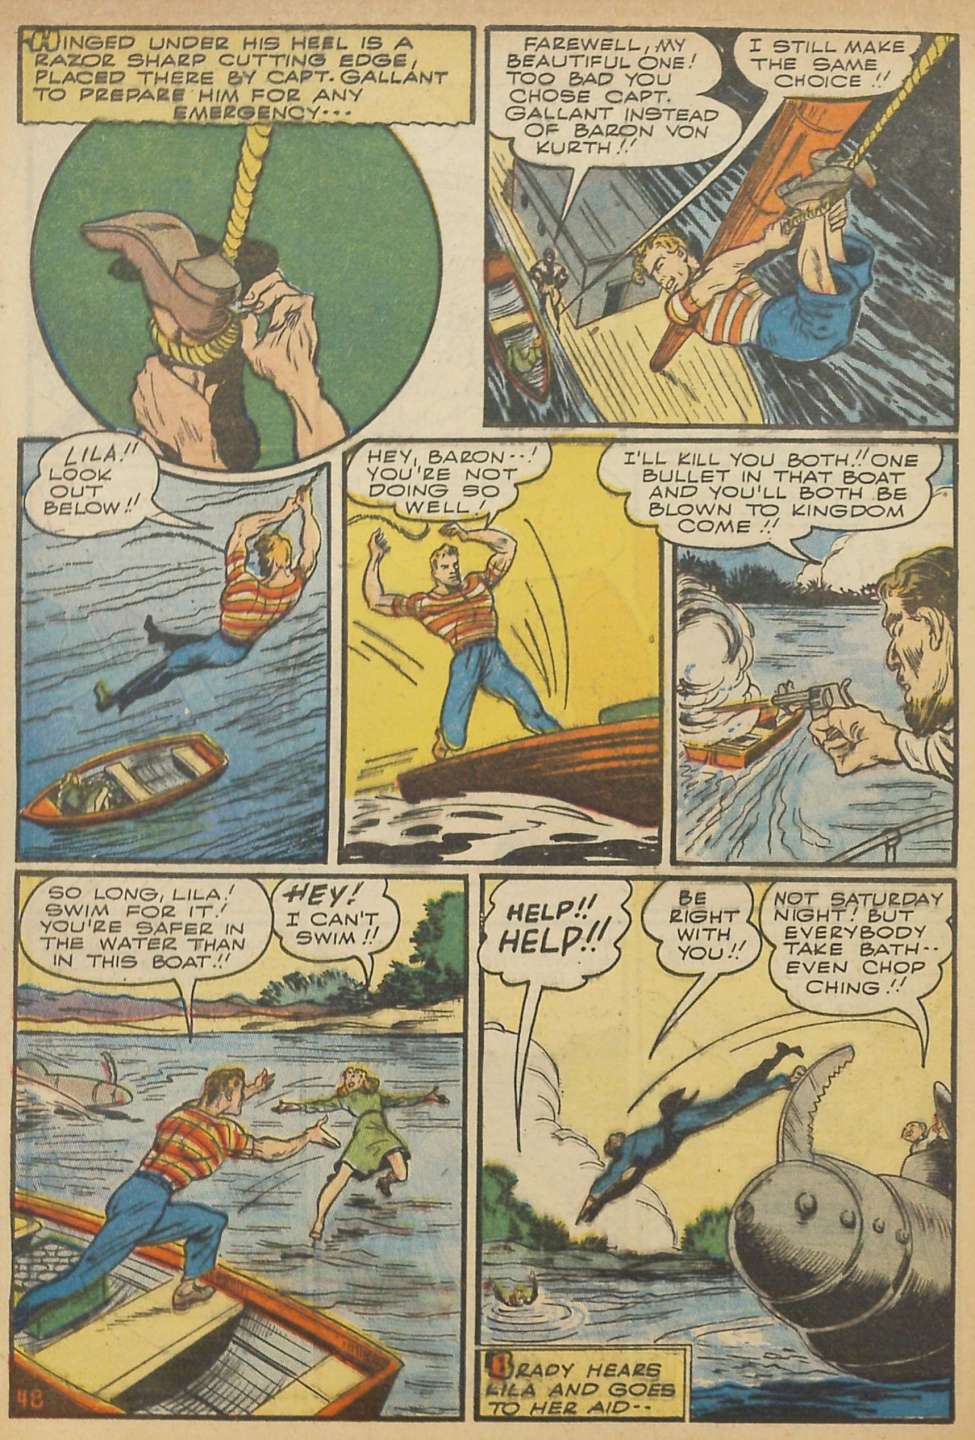 HINGED UNDER HIS HEEL IS A
RAZOR SHARP CUTTING EDGE,
PLACED THERE BY CAPT. GALLANT
TO PREPARE HIM FOR ANY
EMERGENCY---
FAREWELL, MY
BEAUTIFUL ONE!
TOO BAD YOU
CHOSE CAPT.
GALLANT INSTEAD
OF BARON VON
KURTH!!
I STILL MAKE
THE SAME
CHOICE!!
LILA!!
LOOK
OUT
BELOW!!
HEY, BARON--!
YOU'RE NOT
DOING SO
WELL!
I'LL KILL YOU BOTH!! ONE
BULLET IN THAT BOAT
AND YOU'LL BOTH BE
BLOWN TO KINGDOM
COME!!
SO LONG, LILA!
SWIM FOR IT!
YOU'RE SAFER IN
THE WATER THAN
IN THIS BOAT!!
HEY!
I CAN'T
SWIM!!
HELP!!
HELP!!
BE
RIGHT
WITH
YOU!!
NOT SATURDAY
NIGHT! BUT
EVERYBODY
TAKE BATH--
EVEN CHOP
CHING!!
BRADY HEARS
LILA AND GOES
TO HER AID--
48